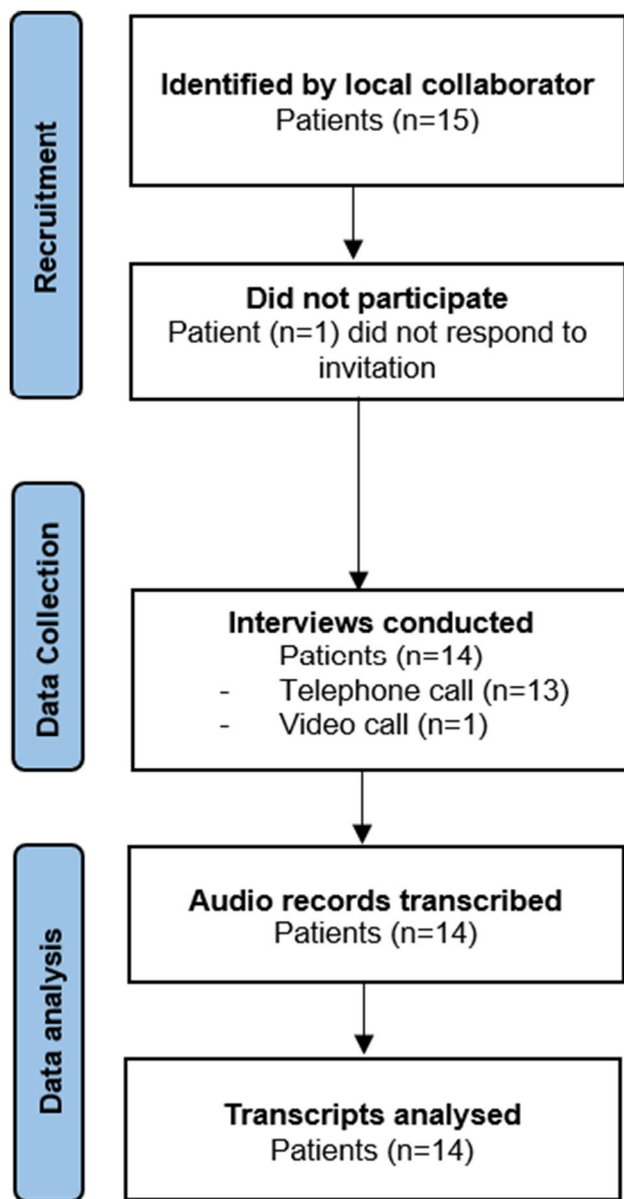 Recruitment
Identified by local collaborator
Patients (n=15)
Did not participate
Patient (n=1) did not respond to
invitation
Data Collection
Interviews conducted
Patients (n=14)
- Telephone call (n=13)
- Video call (n=1)
Data analysis
Audio records transcribed
Patients (n=14)
Transcripts analysed
Patients (n=14)